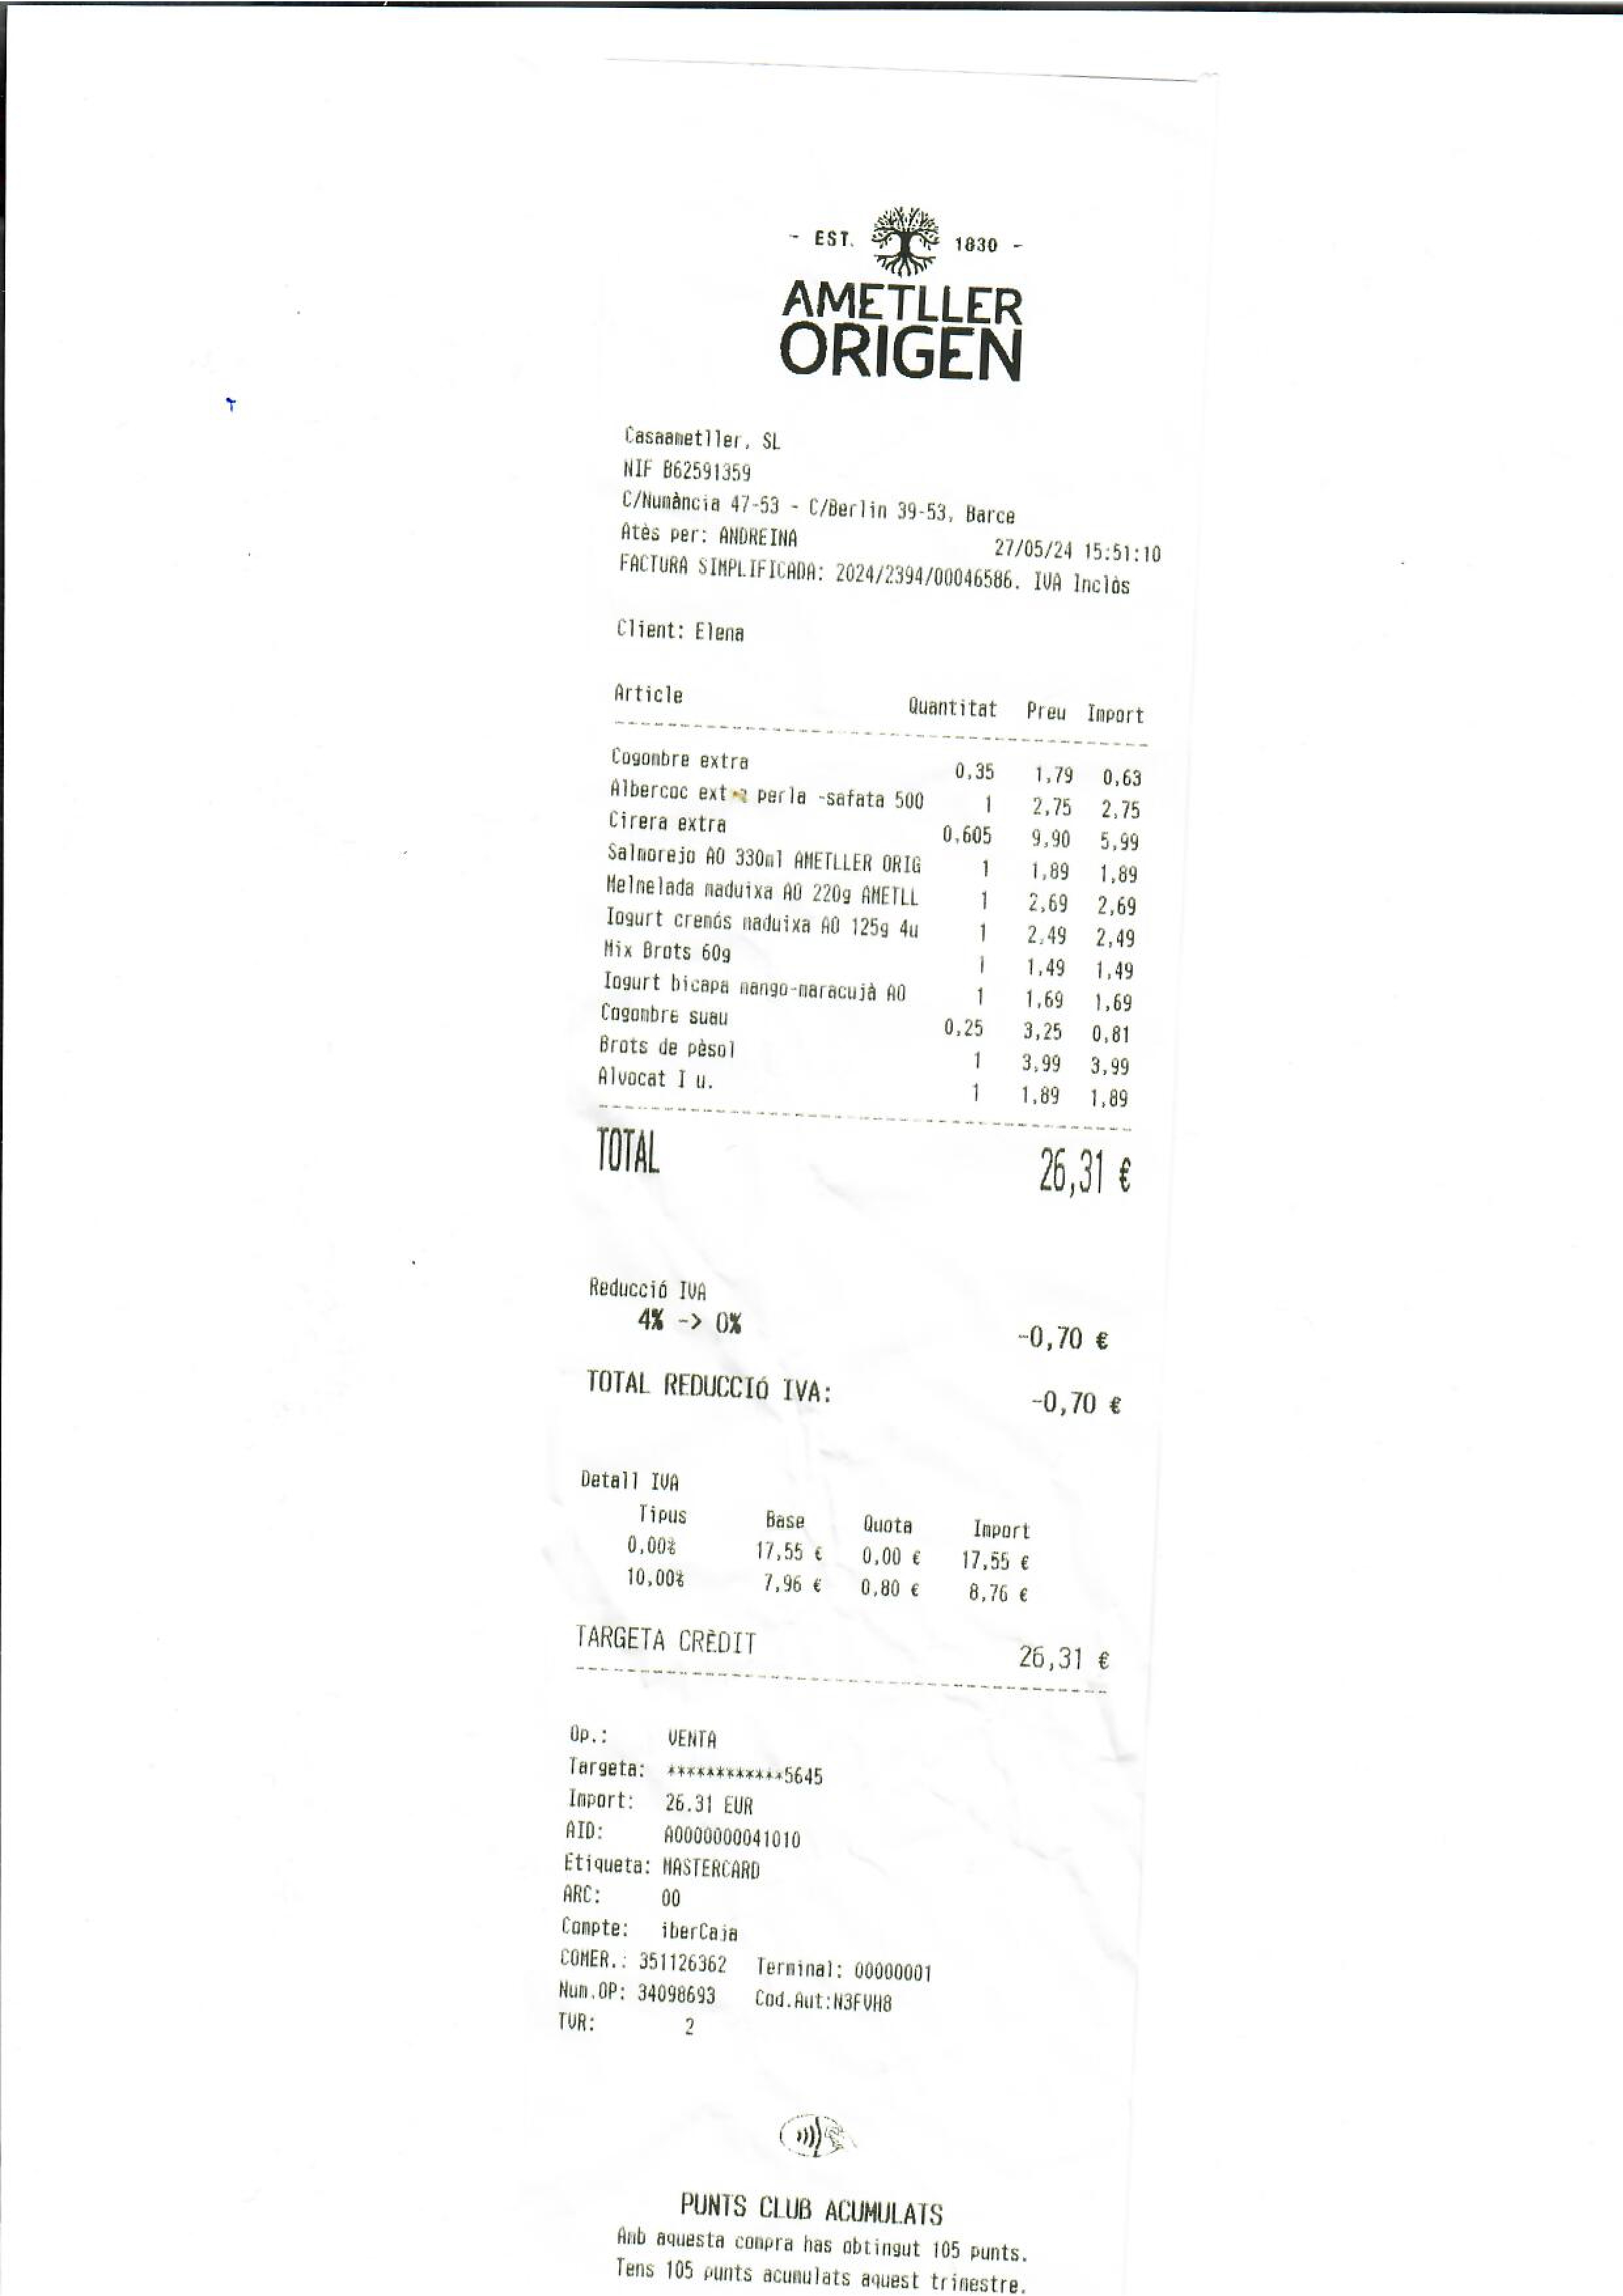 - EST. 1830 -
AMETLLER
ORIGEN
Casaametller, SL
NIF B62591359
C/Numància 47-53 - C/Berlin 39-53, Barce
Atès per: ANDREINA 27/05/24 15:51:10
FACTURA SIMPLIFICADA: 2024/2394/00046586. IVA Inclòs
Client: Elena
Article Quantitat Preu Import
Cogombre extra 0,35 1,79 0,63
Albercoc extra perla -safata 500 1 2,75 2,75
Cirera extra 0,605 9,90 5,99
Salmorejo AO 330ml AMETLLER ORIG 1 1,89 1,89
Melmelada maduixa AO 220g AMETLL 1 2,69 2,69
Iogurt cremós maduixa AO 125g 4u 1 2,49 2,49
Mix Brots 60g 1 1,49 1,49
Iogurt bicapa mango-maracujà AO 1 1,69 1,69
Cogombre suau 0,25 3,25 0,81
Brots de pèsol 1 3,99 3,99
Alvocat I u. 1 1,89 1,89
TOTAL 26,31 €
Reducció IVA
4% -> 0% -0,70 €
TOTAL REDUCCIÓ IVA: -0,70 €
Detall IVA
Tipus Base Quota Import
0,00% 17,55 € 0,00 € 17,55 €
10,00% 7,96 € 0,80 € 8,76 €
TARGETA CRÈDIT 26,31 €
Op.: VENTA
Targeta: ************5645
Import: 26.31 EUR
AID: A0000000041010
Etiqueta: MASTERCARD
ARC: 00
Compte: iberCaja
COMER.: 351126362 Terminal: 00000001
Num.OP: 34098693 Cod.Aut:N3FVH8
TVR: 2
PUNTS CLUB ACUMULATS
Amb aquesta compra has obtingut 105 punts.
Tens 105 punts acumulats aquest trimestre.